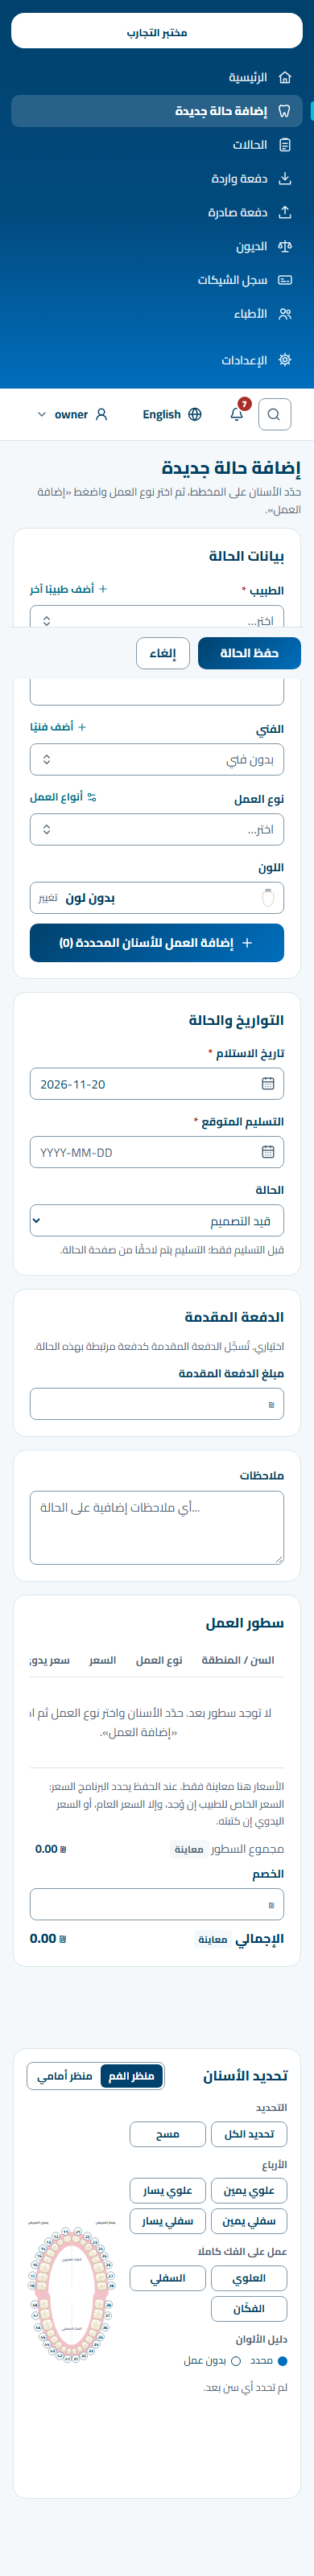 مختبر التجارب
الرئيسية
إضافة حالة جديدة
الحالات
دفعة واردة
دفعة صادرة
الديون
سجل الشيكات
الأطباء
الإعدادات
7
English
owner
إضافة حالة جديدة
حدّد الأسنان على المخطط، ثم اختر نوع العمل واضغط «إضافة
العمل».
بيانات الحالة
الطبيب *
+ أضف طبيبًا آخر
اختر...
حفظ الحالة
إلغاء
الفني
+ أضف فنيًا
بدون فني
نوع العمل
أنواع العمل
اختر...
اللون
بدون لون
تغيير
+ إضافة العمل للأسنان المحددة (0)
التواريخ والحالة
تاريخ الاستلام *
2026-11-20
التسليم المتوقع *
YYYY-MM-DD
الحالة
قيد التصميم
قبل التسليم فقط؛ التسليم يتم لاحقًا من صفحة الحالة.
الدفعة المقدمة
اختياري. تُسجَّل الدفعة المقدمة كدفعة مرتبطة بهذه الحالة.
مبلغ الدفعة المقدمة
₪
ملاحظات
أي ملاحظات إضافية على الحالة...
سطور العمل
السن / المنطقة
نوع العمل
السعر
سعر يدوي
لا توجد سطور بعد. حدّد الأسنان واختر نوع العمل ثم
«إضافة العمل».
الأسعار هنا معاينة فقط. عند الحفظ يحدد البرنامج السعر:
السعر الخاص للطبيب إن وُجد، وإلا السعر العام، أو السعر
اليدوي إن كتبته.
مجموع السطور معاينة
₪ 0.00
الخصم
₪
الإجمالي معاينة
₪ 0.00
تحديد الأسنان
منظر الفم
منظر أمامي
التحديد
تحديد الكل
مسح
الأرباع
علوي يمين
علوي يسار
سفلي يمين
سفلي يسار
عمل على الفك كاملا
العلوي
السفلي
الفكّان
دليل الألوان
محدد
بدون عمل
لم تحدد أي سن بعد.